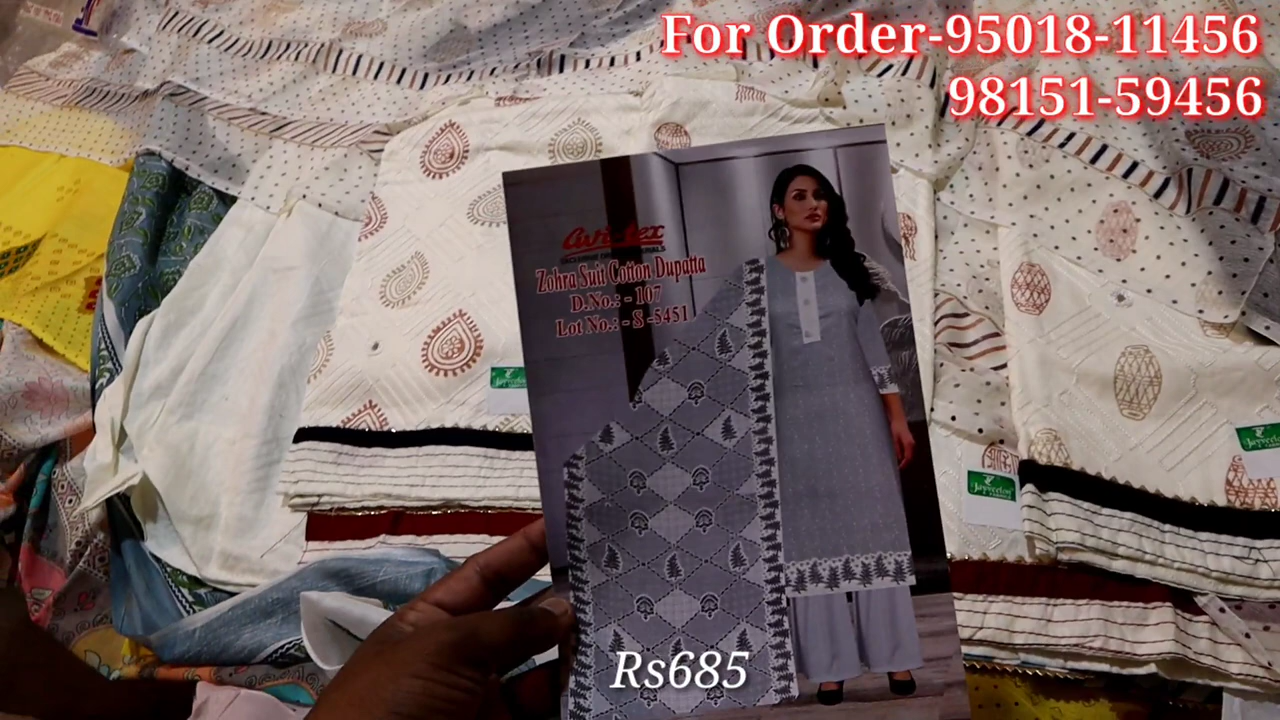 For Order-95018-11456
98151-59456
Zohra Suit Cotton Dupatta
D.No.: - 107
Lot No.: - S -5451
Rs685